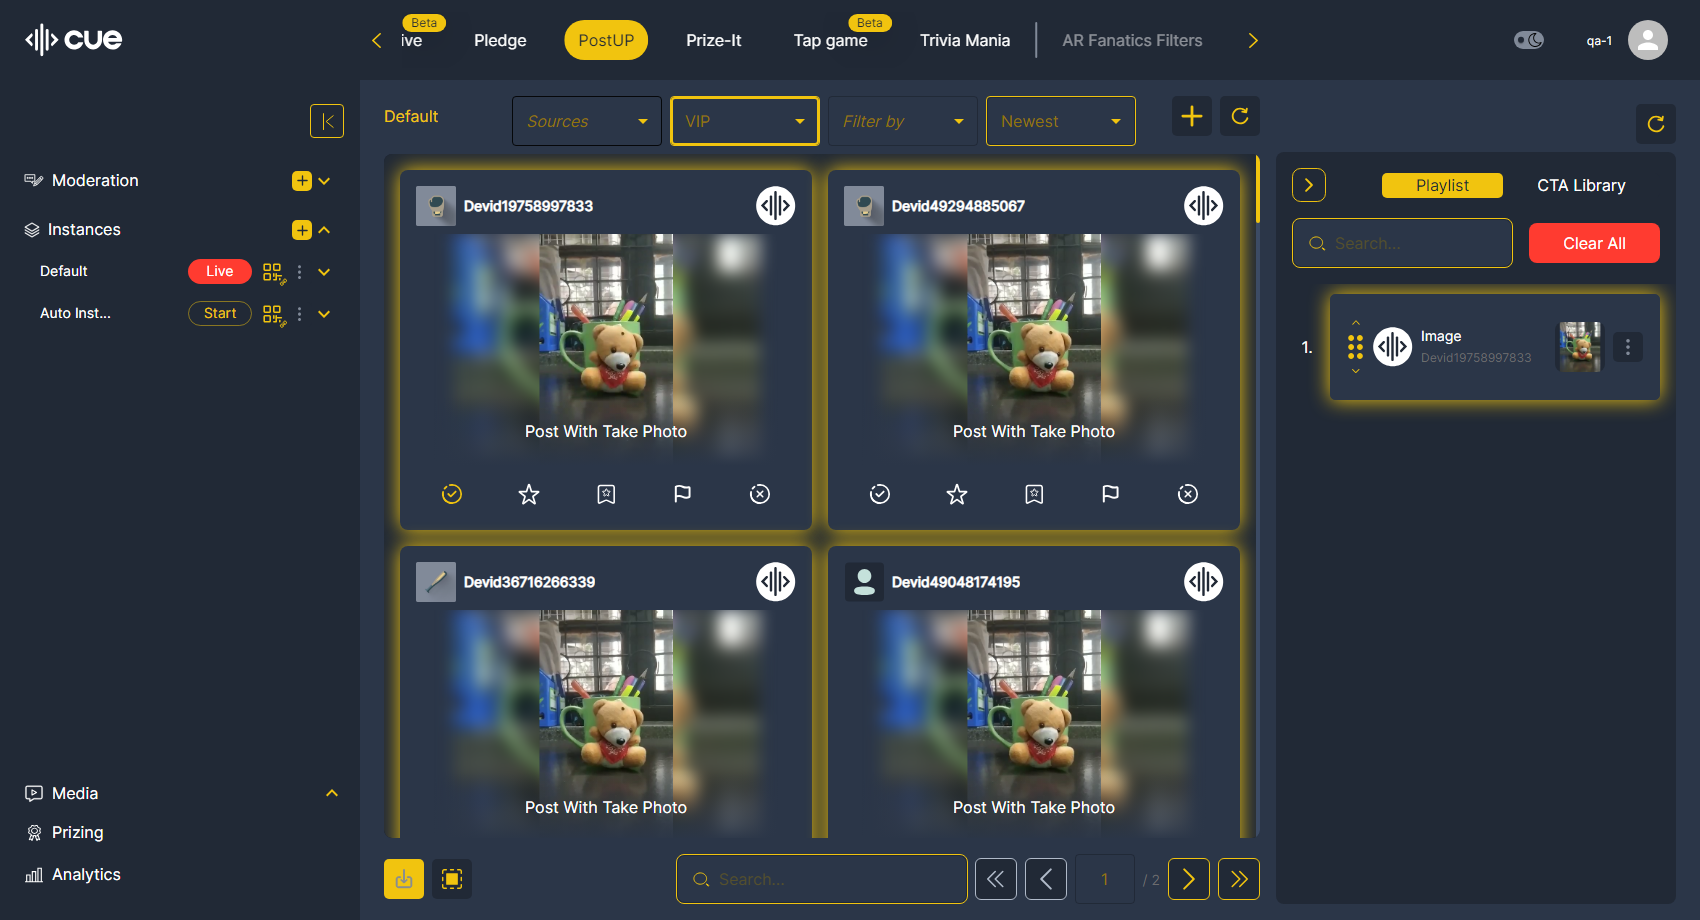 cue
Beta
ive
Pledge
PostUP
Prize-It
Beta
Tap game
Trivia Mania
AR Fanatics Filters
qa-1
Moderation
Instances
Default
Live
Auto Inst...
Start
Media
Prizing
Analytics
Default
Sources
VIP
Filter by
Newest
Devid19758997833
Post With Take Photo
Devid49294885067
Post With Take Photo
Devid36716266339
Post With Take Photo
Devid49048174195
Post With Take Photo
Search...
1
/ 2
Playlist
CTA Library
Search...
Clear All
1.
Image
Devid19758997833